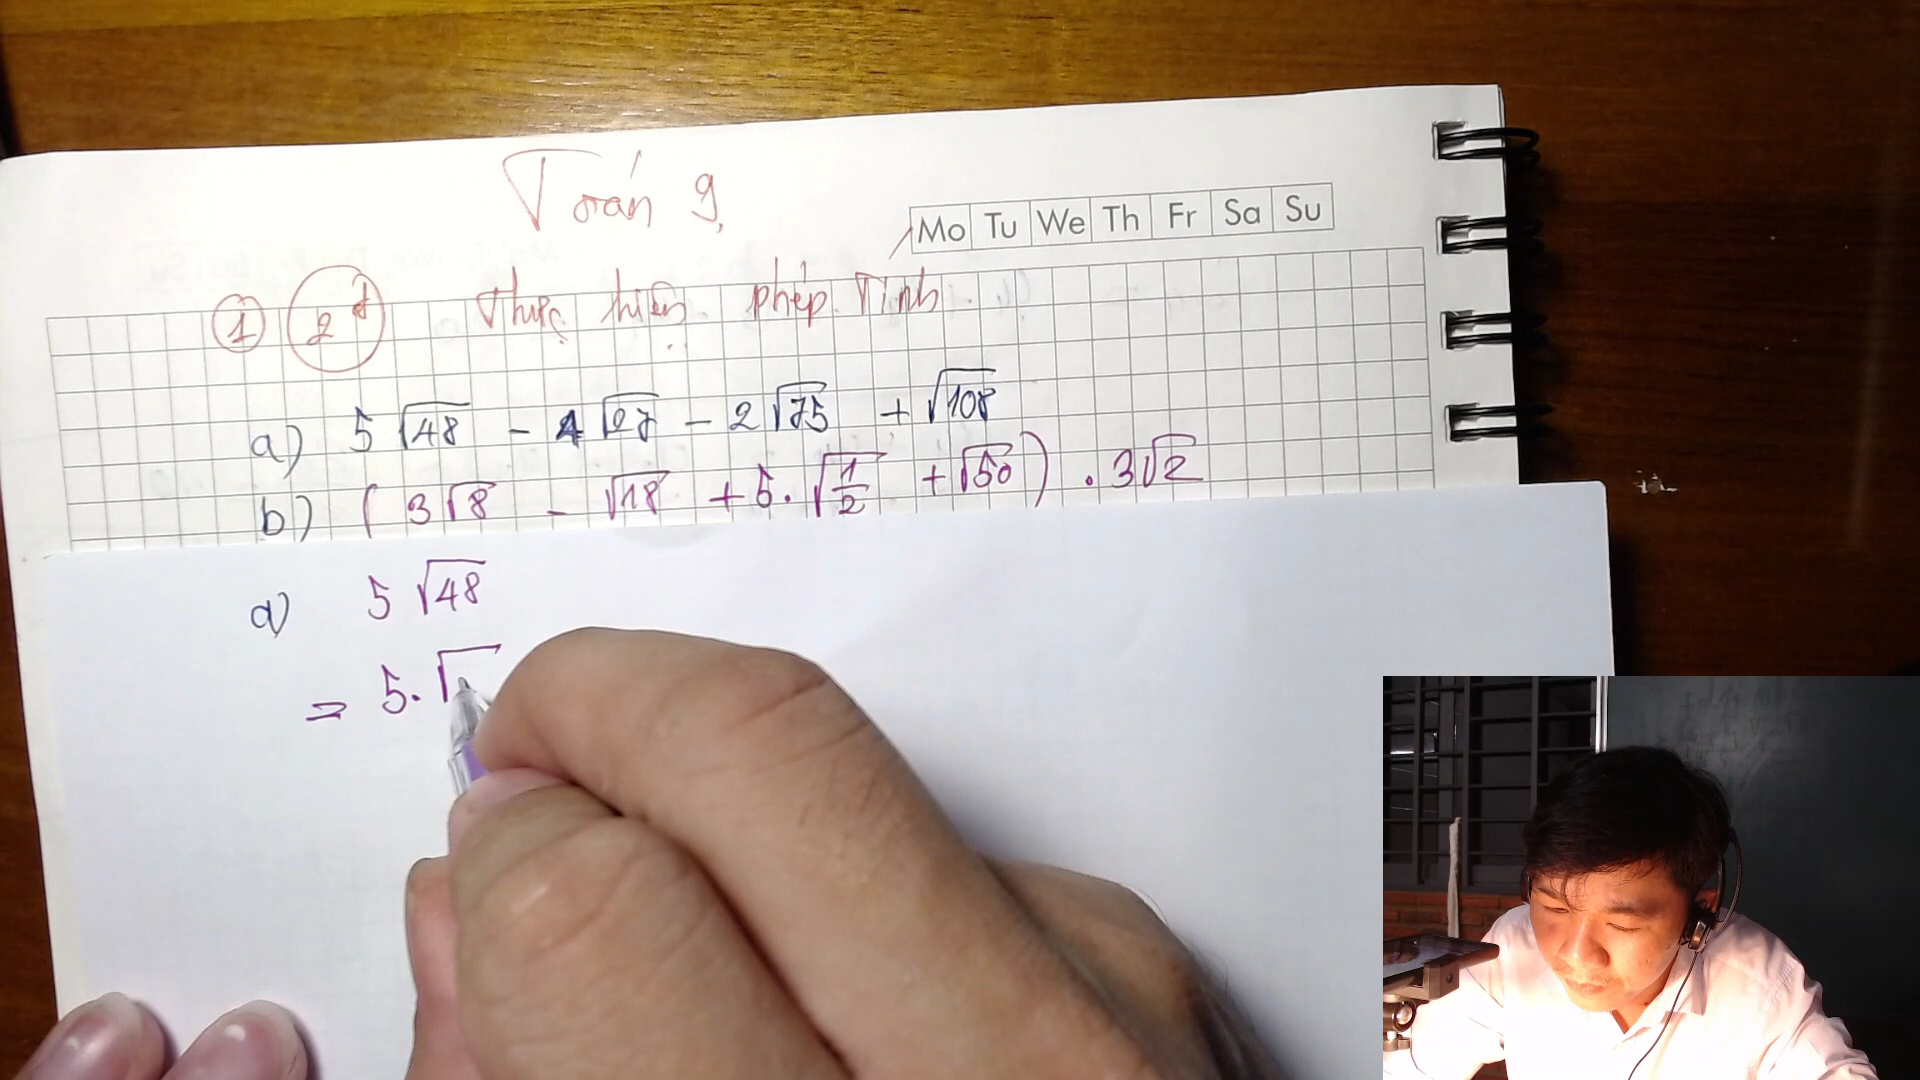 Toán 9
Mo Tu We Th Fr Sa Su
① 2đ Thực hiện phép tính
a) 5√48 - 4√27 - 2√75 + √108
b) (3√8 - √18 + 5.√1/2 + √50) . 3√2
a) 5√48
= 5.√